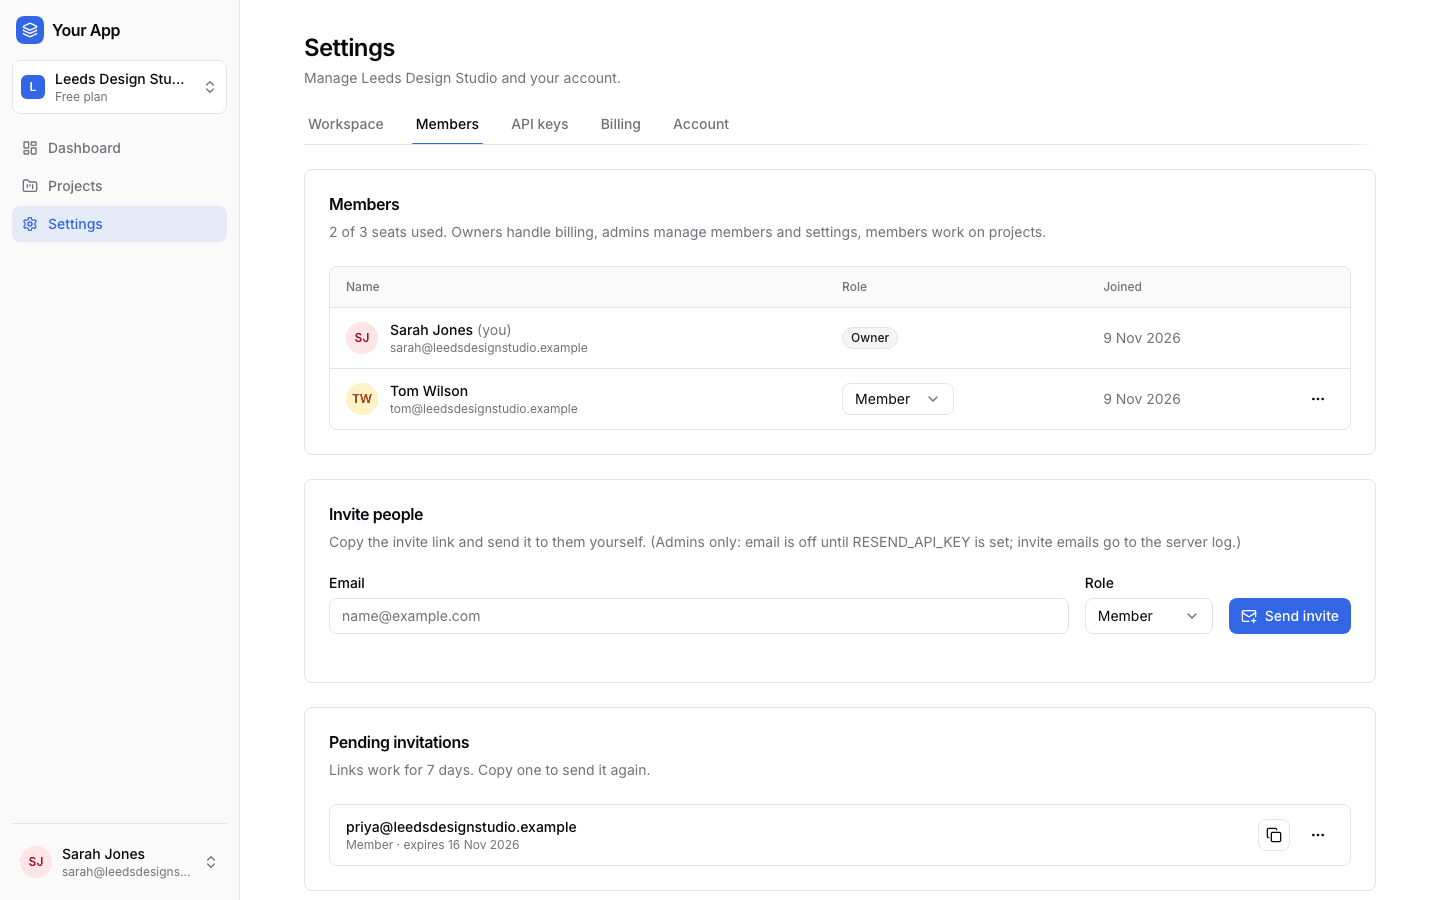 Your App
L
Leeds Design Stu...
Free plan
Dashboard
Projects
Settings
SJ
Sarah Jones
sarah@leedsdesigns...
Settings
Manage Leeds Design Studio and your account.
Workspace
Members
API keys
Billing
Account
Members
2 of 3 seats used. Owners handle billing, admins manage members and settings, members work on projects.
Name Role Joined
SJ
Sarah Jones (you)
sarah@leedsdesignstudio.example
Owner
9 Nov 2026
TW
Tom Wilson
tom@leedsdesignstudio.example
Member
9 Nov 2026
Invite people
Copy the invite link and send it to them yourself. (Admins only: email is off until RESEND_API_KEY is set; invite emails go to the server log.)
Email
name@example.com
Role
Member
Send invite
Pending invitations
Links work for 7 days. Copy one to send it again.
priya@leedsdesignstudio.example
Member · expires 16 Nov 2026